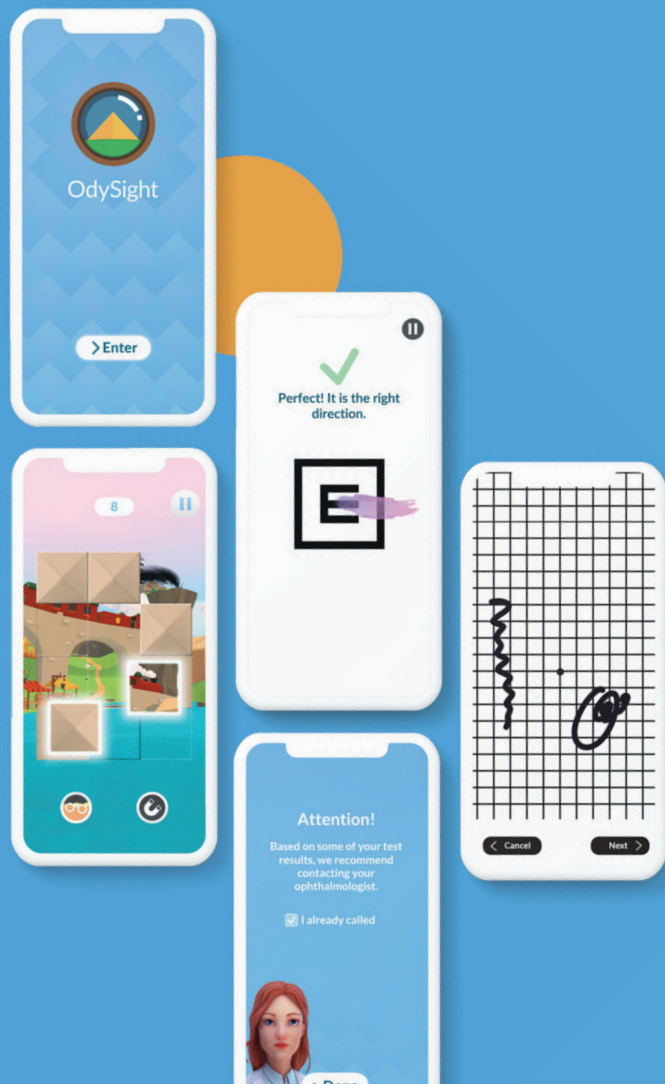 OdySight
> Enter
Perfect! It is the right
direction.
E
8
< Cancel
Next >
Attention!
Based on some of your test
results, we recommend
contacting your
ophthalmologist.
I already called